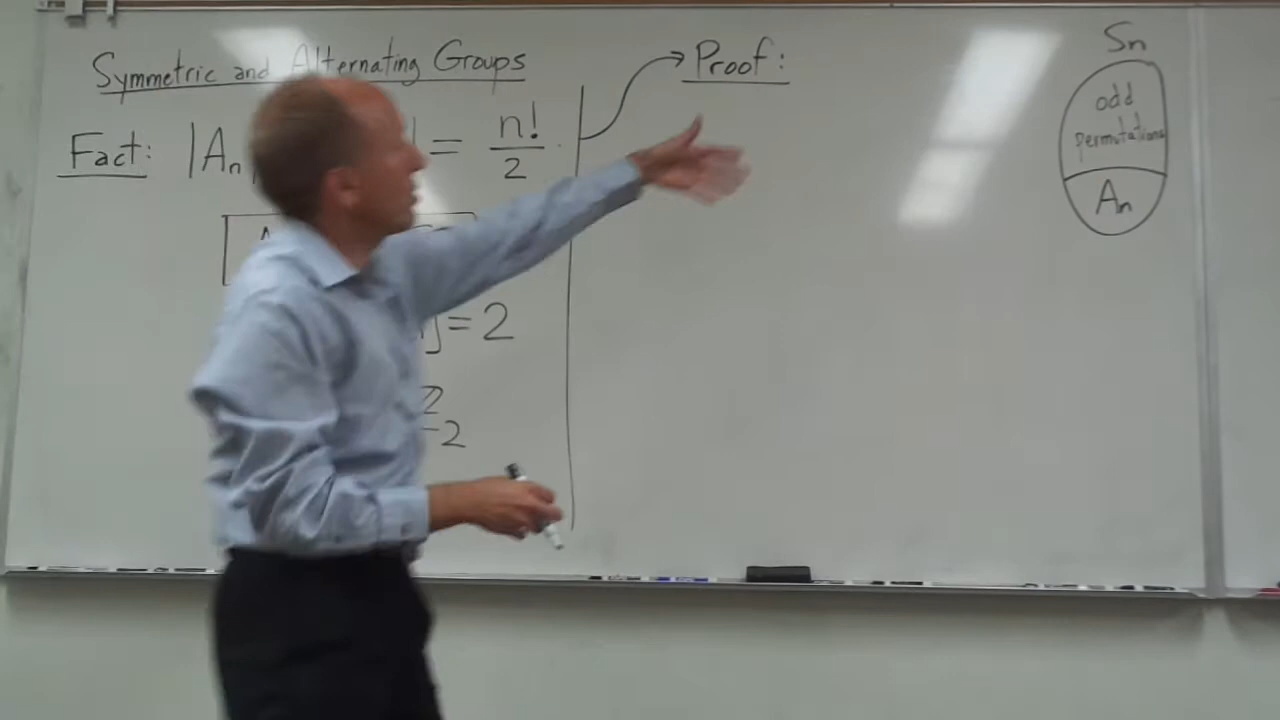 Symmetric and Alternating Groups
Fact: |An| = n!/2
=2
2
-2
Proof:
Sn
odd
permutations
An